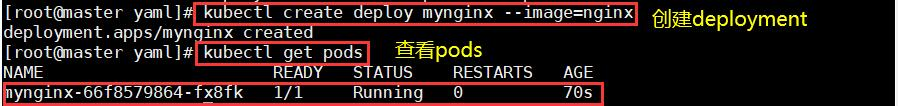 [root@master yaml]# kubectl create deploy mynginx --image=nginx 创建deployment
deployment.apps/mynginx created
[root@master yaml]# kubectl get pods 查看pods
NAME READY STATUS RESTARTS AGE
mynginx-66f8579864-fx8fk 1/1 Running 0 70s